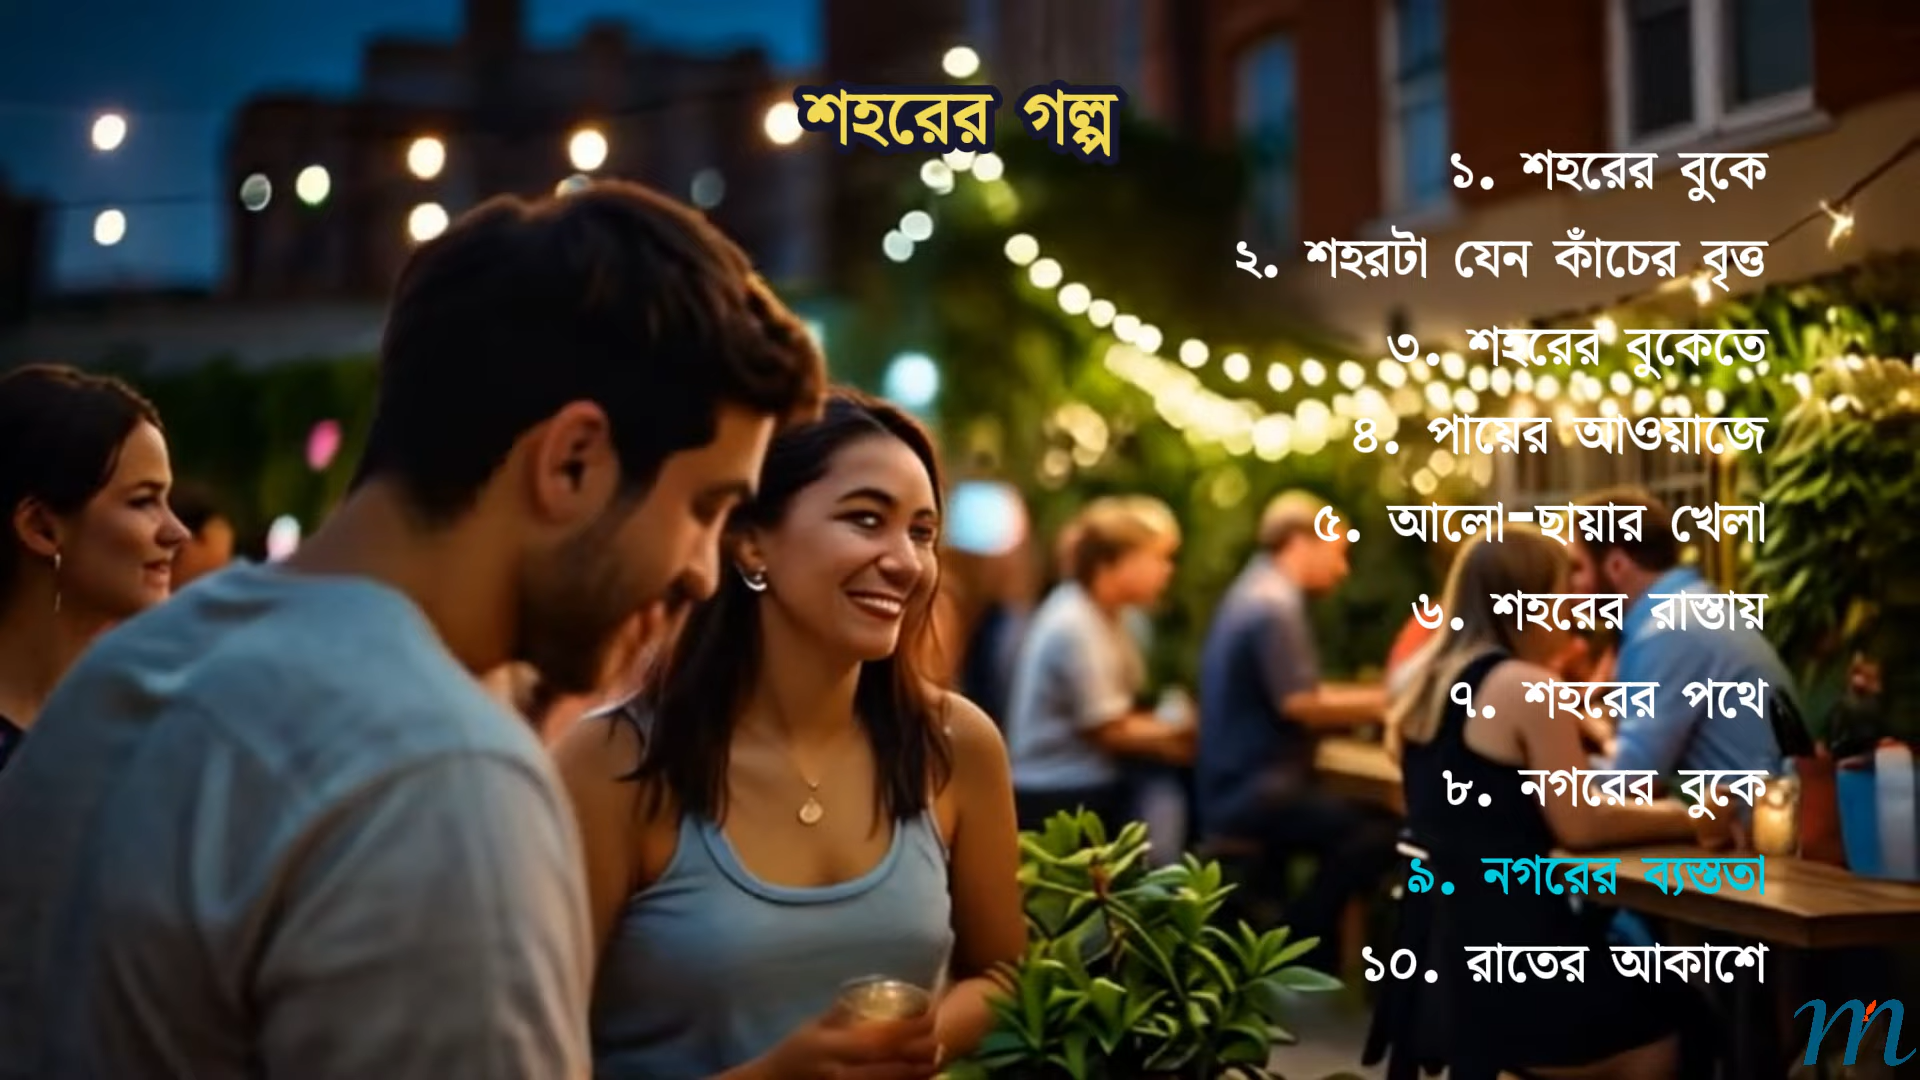 শহরের গল্প
১. শহরের বুকে
২. শহরটা যেন কাঁচের বৃত্ত
৩. শহরের বুকেতে
৪. পায়ের আওয়াজে
৫. আলো-ছায়ার খেলা
৬. শহরের রাস্তায়
৭. শহরের পথে
৮. নগরের বুকে
৯. নগরের ব্যস্ততা
১০. রাতের আকাশে
m